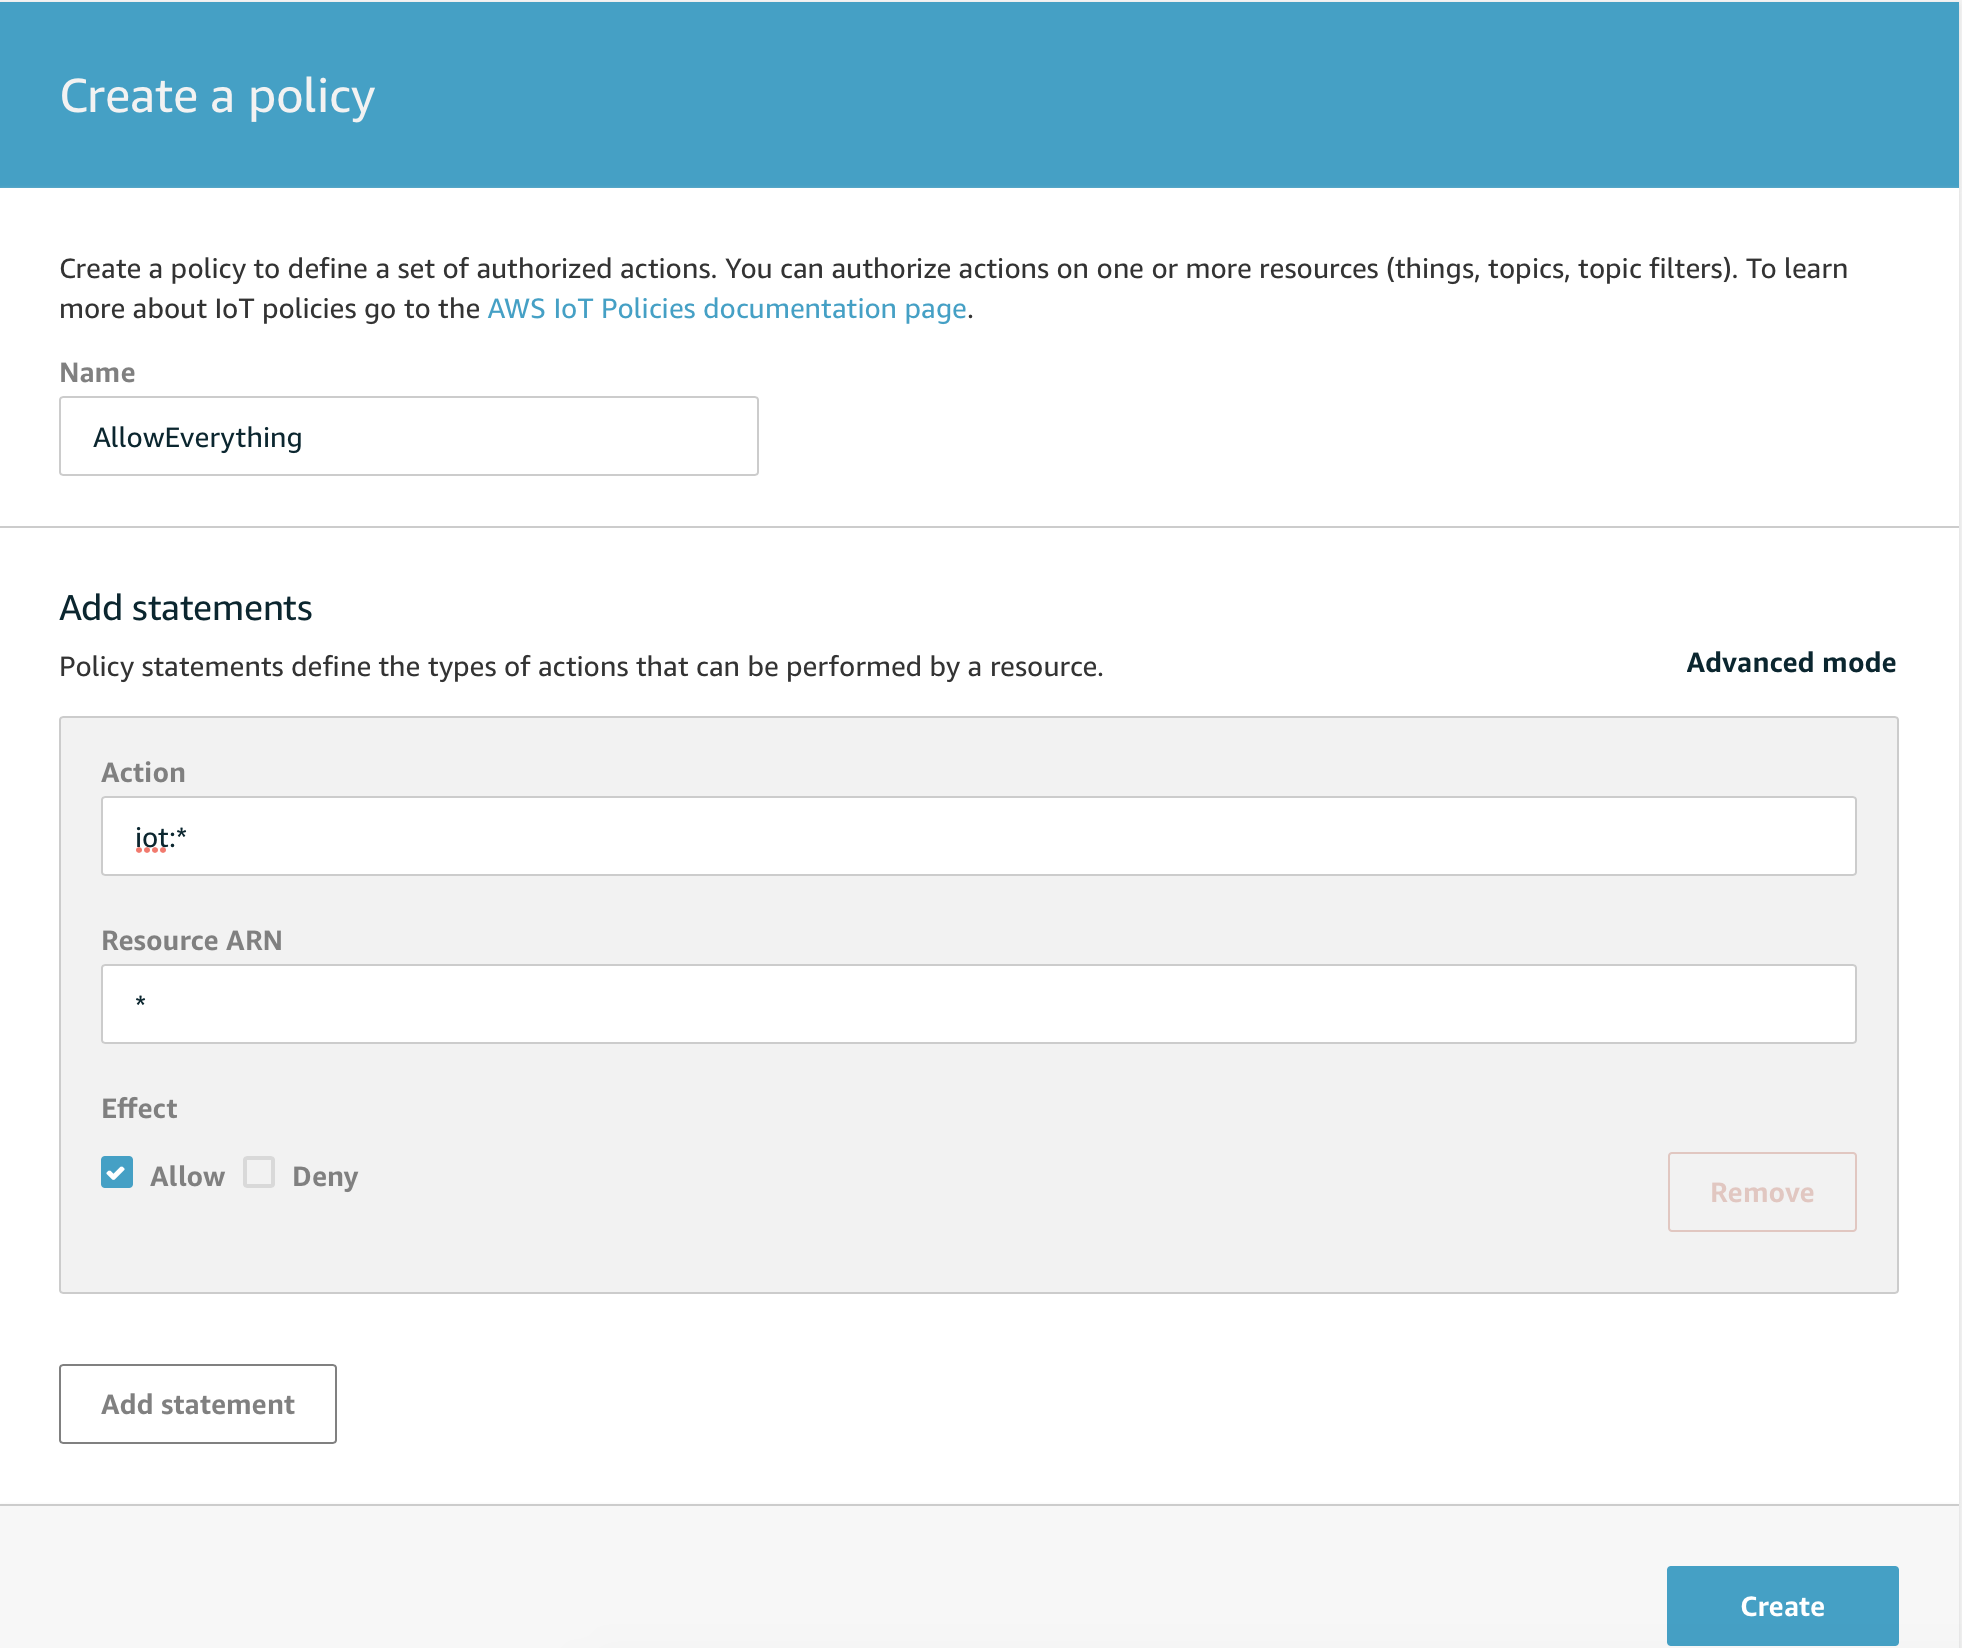 Create a policy
Create a policy to define a set of authorized actions. You can authorize actions on one or more resources (things, topics, topic filters). To learn
more about IoT policies go to the AWS IoT Policies documentation page.
Name
AllowEverything
Add statements
Policy statements define the types of actions that can be performed by a resource.
Advanced mode
Action
iot:*
Resource ARN
*
Effect
Allow Deny
Remove
Add statement
Create